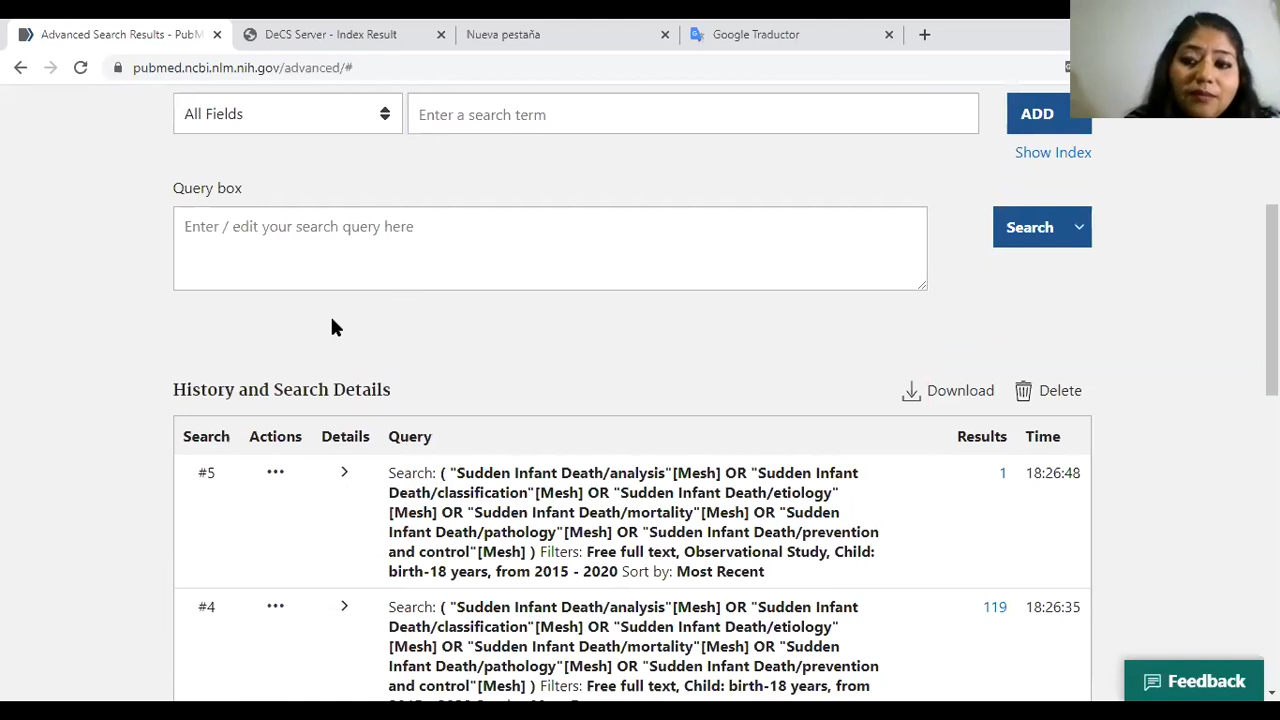 Advanced Search Results - PubM
DeCS Server - Index Result
Nueva pestaña
Google Traductor
pubmed.ncbi.nlm.nih.gov/advanced/#
All Fields
Enter a search term
ADD
Show Index
Query box
Enter / edit your search query here
Search
History and Search Details
Download
Delete
Search Actions Details Query Results Time
#5 Search: ( "Sudden Infant Death/analysis"[Mesh] OR "Sudden Infant 1 18:26:48
Death/classification"[Mesh] OR "Sudden Infant Death/etiology"
[Mesh] OR "Sudden Infant Death/mortality"[Mesh] OR "Sudden
Infant Death/pathology"[Mesh] OR "Sudden Infant Death/prevention
and control"[Mesh] ) Filters: Free full text, Observational Study, Child:
birth-18 years, from 2015 - 2020 Sort by: Most Recent
#4 Search: ( "Sudden Infant Death/analysis"[Mesh] OR "Sudden Infant 119 18:26:35
Death/classification"[Mesh] OR "Sudden Infant Death/etiology"
[Mesh] OR "Sudden Infant Death/mortality"[Mesh] OR "Sudden
Infant Death/pathology"[Mesh] OR "Sudden Infant Death/prevention
and control"[Mesh] ) Filters: Free full text, Child: birth-18 years, from
Feedback